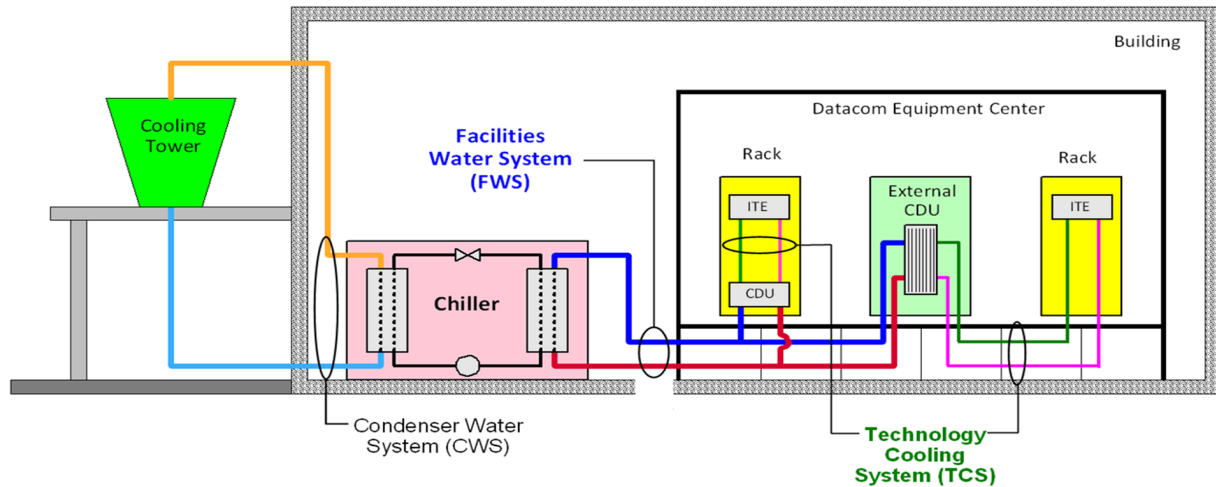 Building
Cooling
Tower
Datacom Equipment Center
Facilities
Water System
(FWS)
Rack
Rack
ITE
External
CDU
ITE
Chiller
CDU
Condenser Water
System (CWS)
Technology
Cooling
System (TCS)